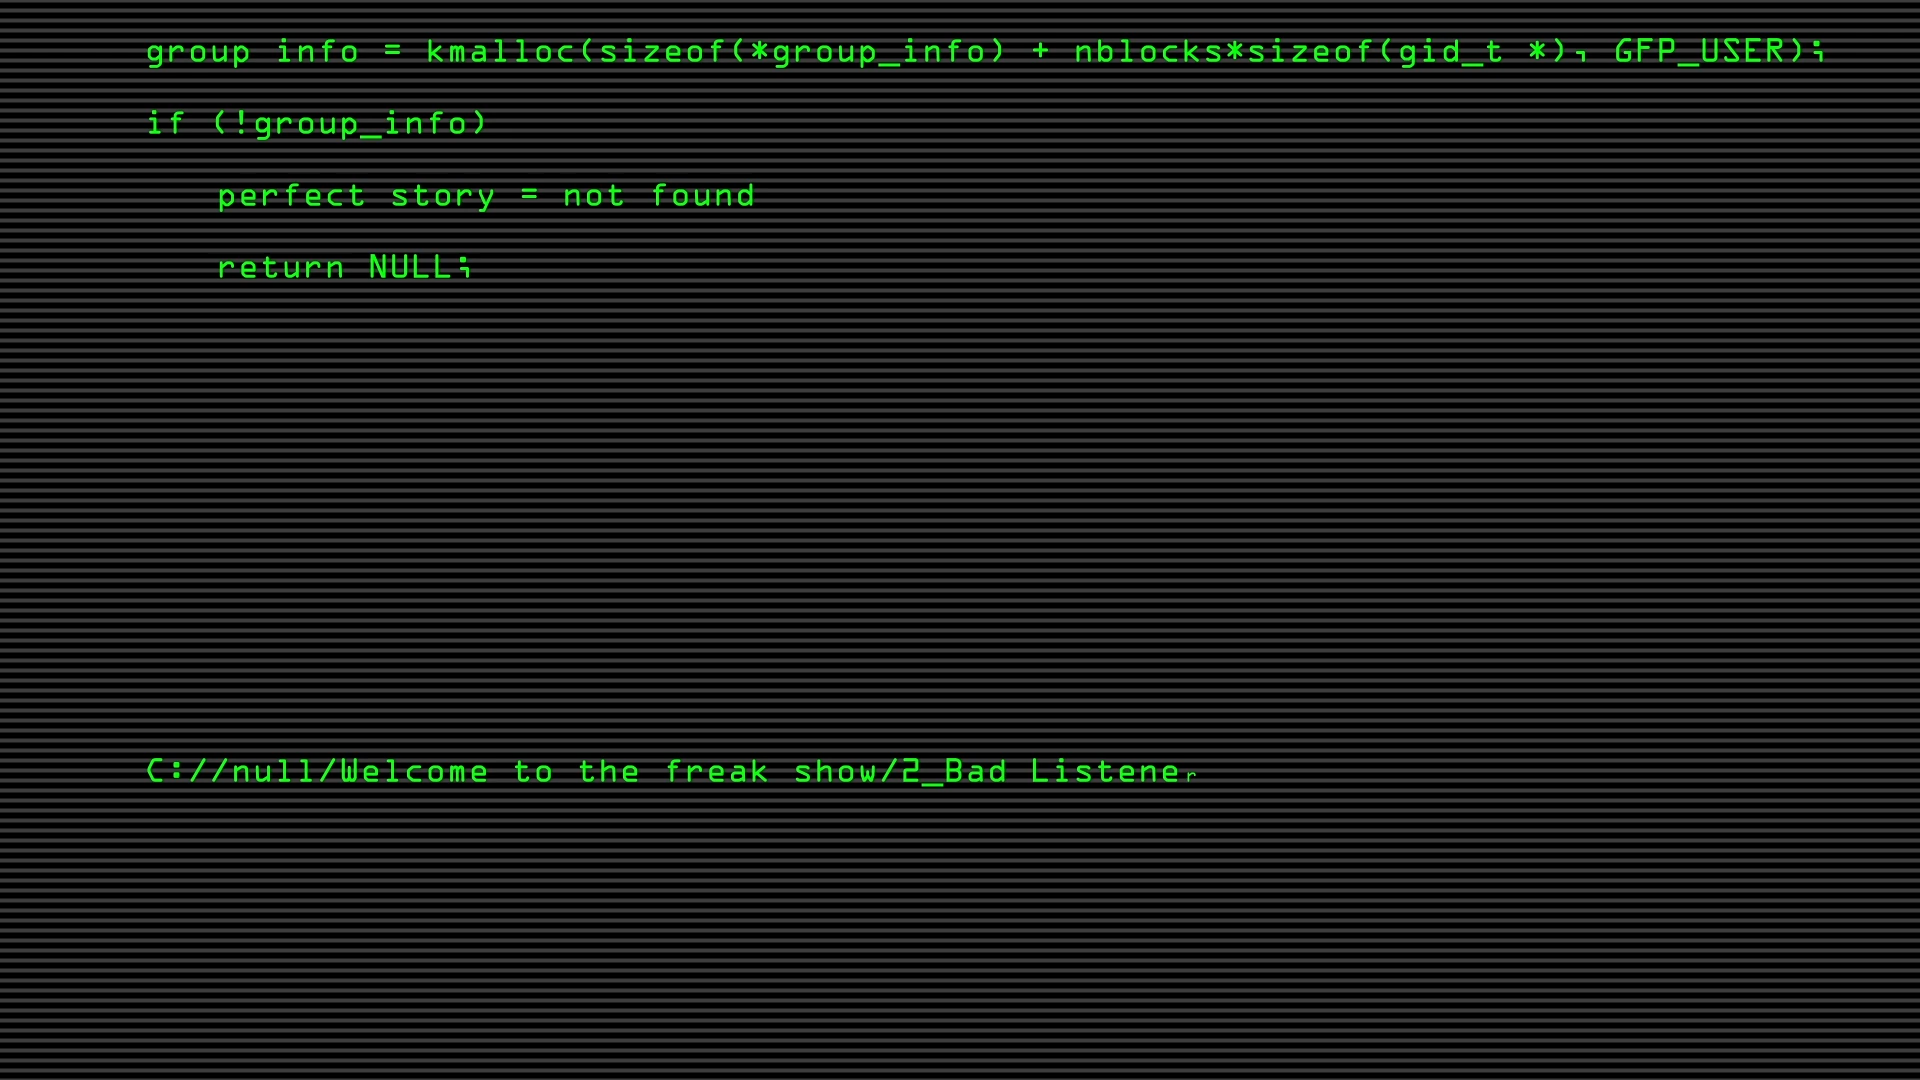 group info = kmalloc(sizeof(*group_info) + nblocks*sizeof(gid_t *), GFP_USER);
if (!group_info)
perfect story = not found
return NULL;
C://null/Welcome to the freak show/2_Bad Listener